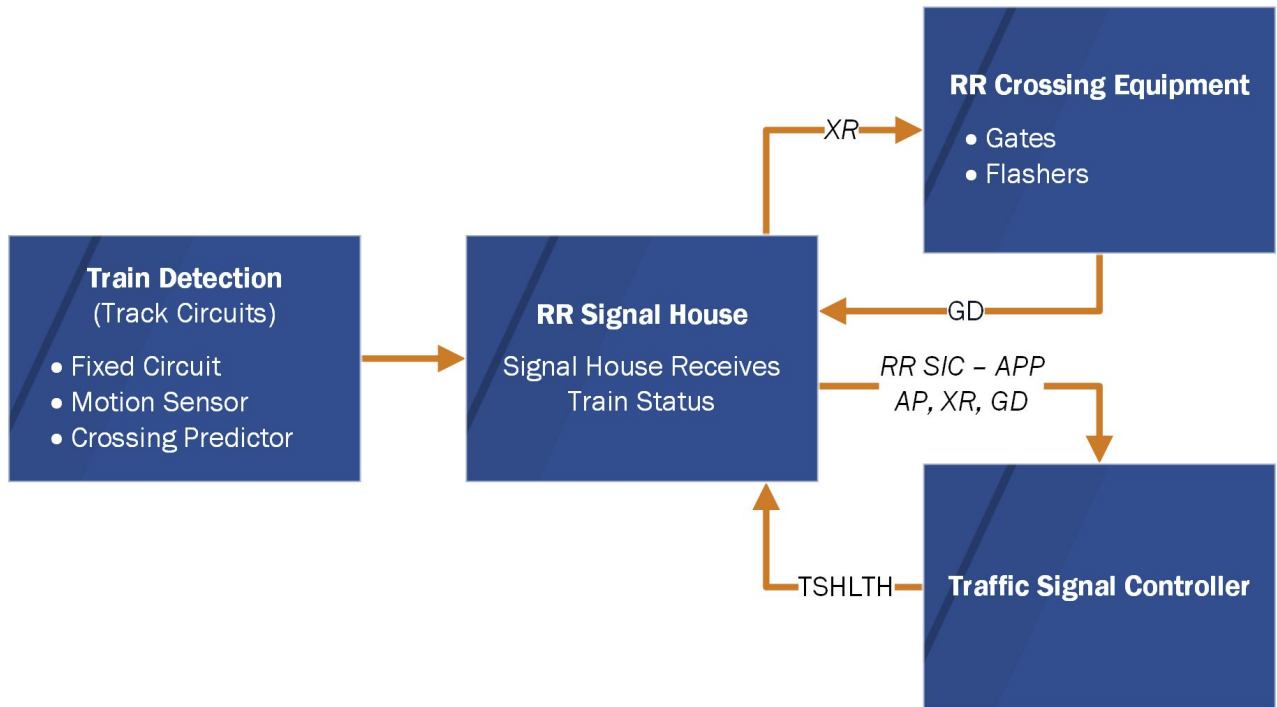 Train Detection
(Track Circuits)
• Fixed Circuit
• Motion Sensor
• Crossing Predictor
RR Signal House
Signal House Receives
Train Status
XR
RR Crossing Equipment
• Gates
• Flashers
GD
RR SIC – APP
AP, XR, GD
TSHLTH
Traffic Signal Controller